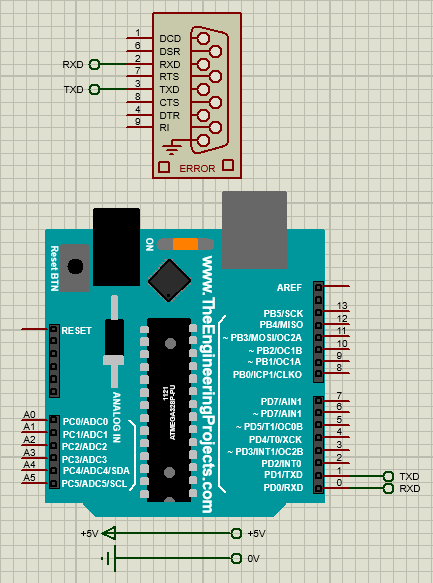 1 DCD
6 DSR
RXD 2 RXD
7 RTS
TXD 3 TXD
8 CTS
4 DTR
9 RI
ERROR
ON
Reset BTN
www.TheEngineeringProjects.com
AREF
RESET
PB5/SCK 13
PB4/MISO 12
~ PB3/MOSI/OC2A 11
~ PB2/OC1B 10
~ PB1/OC1A 9
PB0/ICP1/CLKO 8
1121
ATMEGA328P-PU
ANALOG IN
A0 PC0/ADC0
A1 PC1/ADC1
A2 PC2/ADC2
A3 PC3/ADC3
A4 PC4/ADC4/SDA
A5 PC5/ADC5/SCL
PD7/AIN1 7
~ PD7/AIN1 6
~ PD5/T1/OC0B 5
PD4/T0/XCK 4
~ PD3/INT1/OC2B 3
PD2/INT0 2
PD1/TXD 1 TXD
PD0/RXD 0 RXD
+5V +5V
0V